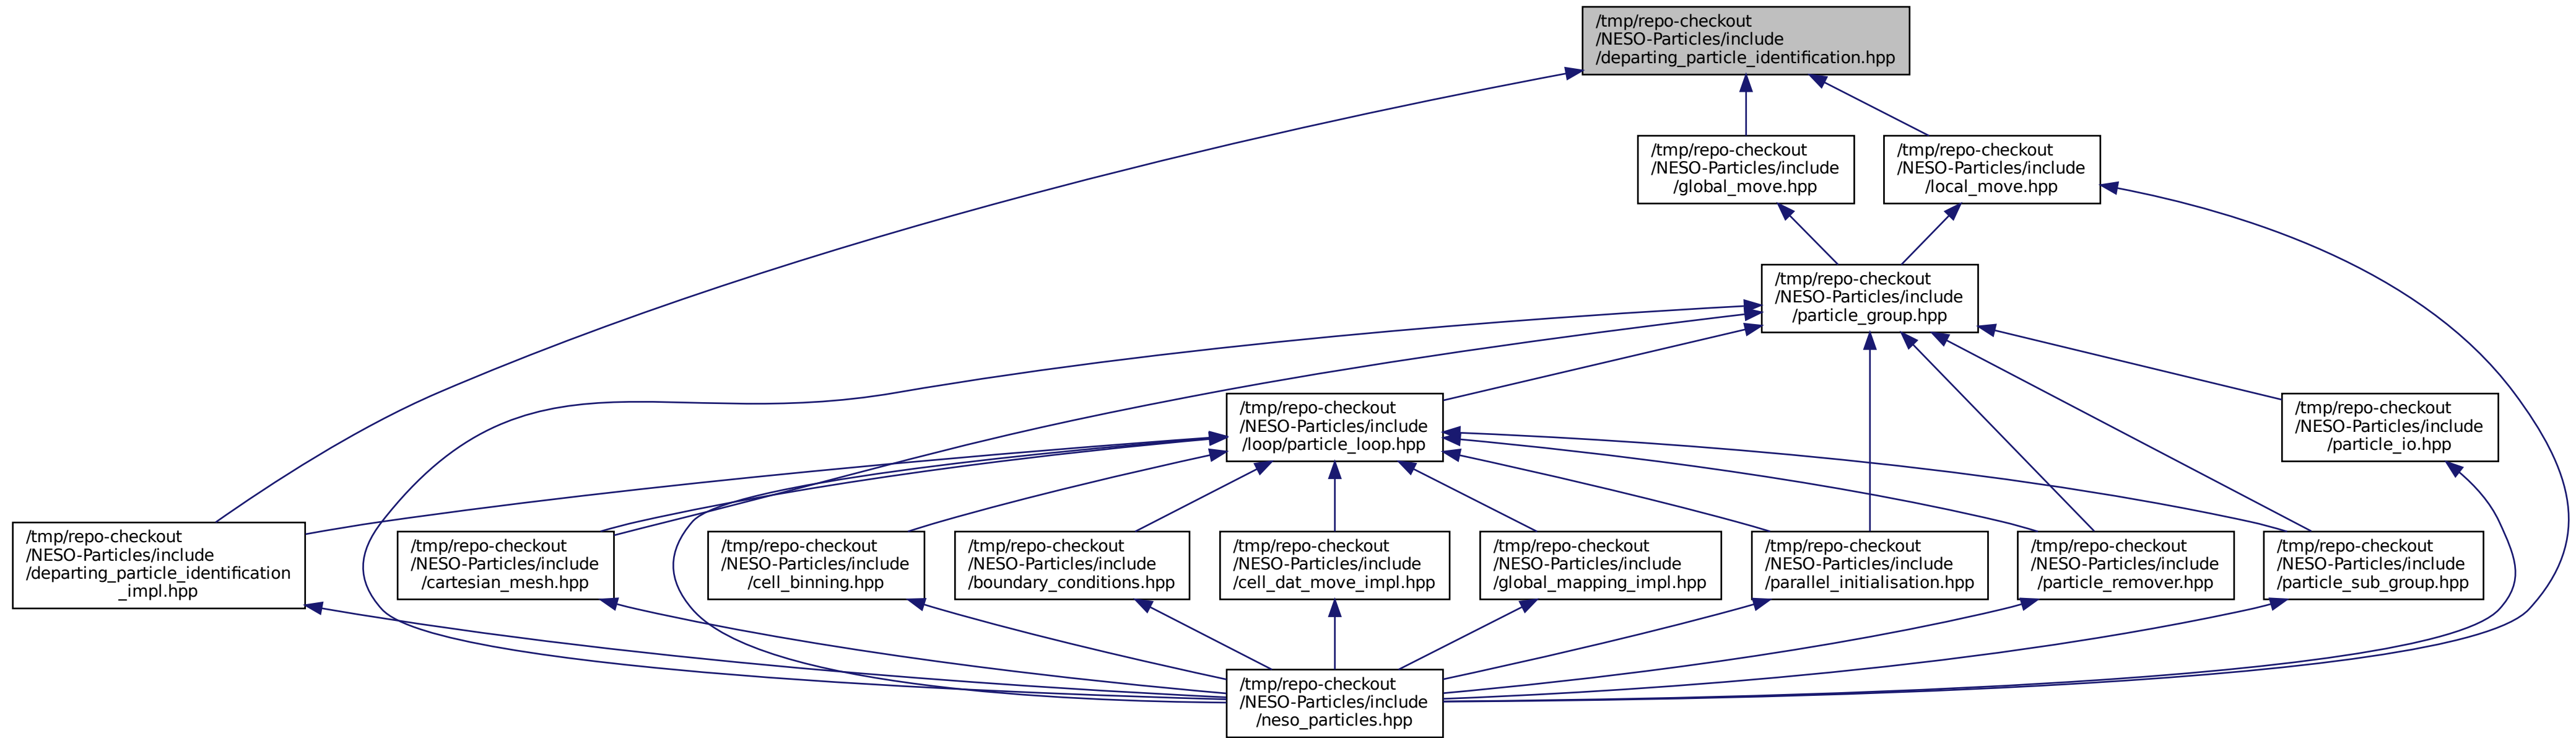 /tmp/repo-checkout
/NESO-Particles/include
/departing_particle_identification.hpp
/tmp/repo-checkout
/NESO-Particles/include
/global_move.hpp
/tmp/repo-checkout
/NESO-Particles/include
/local_move.hpp
/tmp/repo-checkout
/NESO-Particles/include
/particle_group.hpp
/tmp/repo-checkout
/NESO-Particles/include
/loop/particle_loop.hpp
/tmp/repo-checkout
/NESO-Particles/include
/particle_io.hpp
/tmp/repo-checkout
/NESO-Particles/include
/departing_particle_identification
_impl.hpp
/tmp/repo-checkout
/NESO-Particles/include
/cartesian_mesh.hpp
/tmp/repo-checkout
/NESO-Particles/include
/cell_binning.hpp
/tmp/repo-checkout
/NESO-Particles/include
/boundary_conditions.hpp
/tmp/repo-checkout
/NESO-Particles/include
/cell_dat_move_impl.hpp
/tmp/repo-checkout
/NESO-Particles/include
/global_mapping_impl.hpp
/tmp/repo-checkout
/NESO-Particles/include
/parallel_initialisation.hpp
/tmp/repo-checkout
/NESO-Particles/include
/particle_remover.hpp
/tmp/repo-checkout
/NESO-Particles/include
/particle_sub_group.hpp
/tmp/repo-checkout
/NESO-Particles/include
/neso_particles.hpp